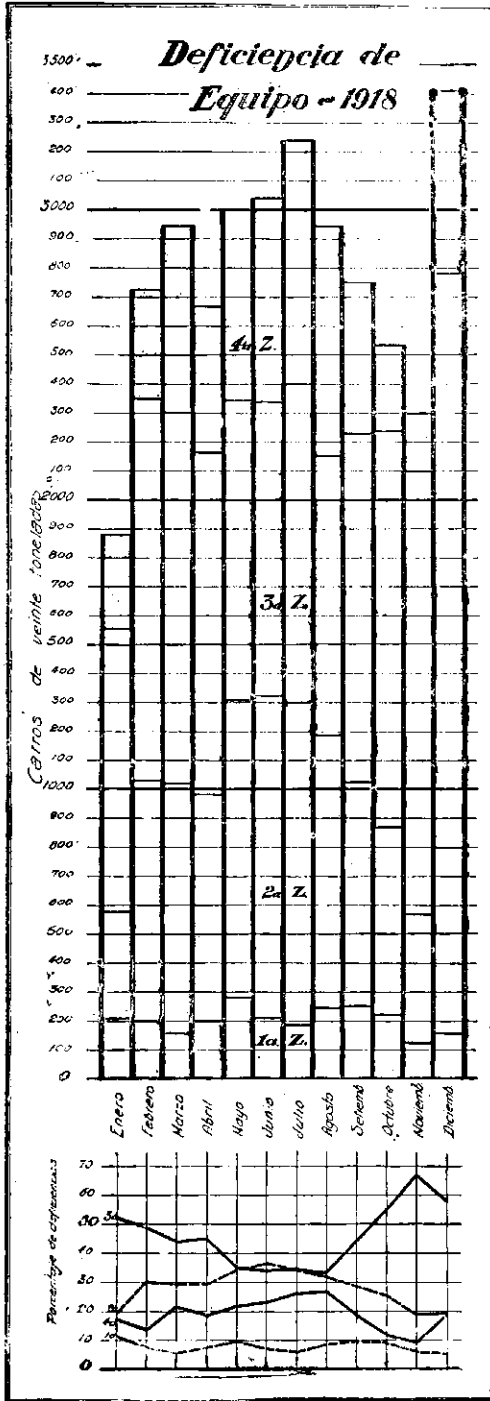 Deficiencia de
Equipo - 1918
3500
400
300
200
100
3000
900
800
700
600
500
400
300
200
100
2000
900
800
700
600
500
400
300
200
100
1000
900
800
700
600
500
400
300
200
100
0
Carros de veinte toneladas
4a Z.
3a Z.
2a Z.
1a Z.
Enero
Febrero
Marzo
Abril
Mayo
Junio
Julio
Agosto
Setiemb
Octubre
Noviemb
Diciemb
Porcentaje de deficiencias
70
60
50
40
30
20
10
0
3a